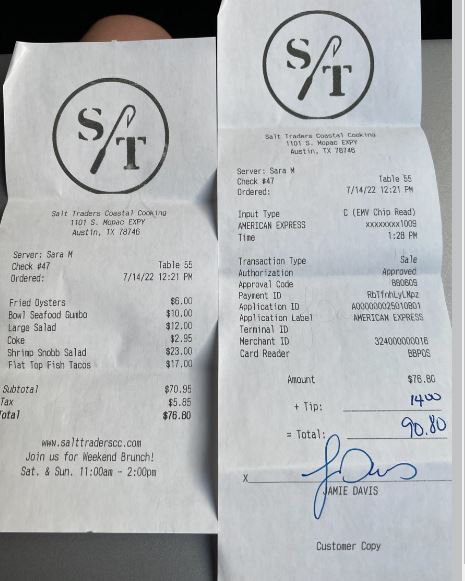 S/T
Salt Traders Coastal Cooking
1101 S. Mopac EXPY
Austin, TX 78746
Server: Sara M
Check #47 Table 55
Ordered: 7/14/22 12:21 PM
Fried Oysters $6.00
Bowl Seafood Gumbo $10.00
Large Salad $12.00
Coke $2.95
Shrimp Snobb Salad $23.00
Flat Top Fish Tacos $17.00
Subtotal $70.95
Tax $5.85
Total $76.80
www.salttraderscc.com
Join us for Weekend Brunch!
Sat. & Sun. 11:00am - 2:00pm
S/T
Salt Traders Coastal Cooking
1101 S. Mopac EXPY
Austin, TX 78746
Server: Sara M
Check #47 Table 55
Ordered: 7/14/22 12:21 PM
Input Type C (EMV Chip Read)
AMERICAN EXPRESS xxxxxxxx1009
Time 1:28 PM
Transaction Type Sale
Authorization Approved
Approval Code
Payment ID
Application ID A000000025010801
Application Label AMERICAN EXPRESS
Terminal ID
Merchant ID
Card Reader BBPOS
Amount $76.80
+ Tip: 14.00
= Total: 90.80
X
JAMIE DAVIS
Customer Copy